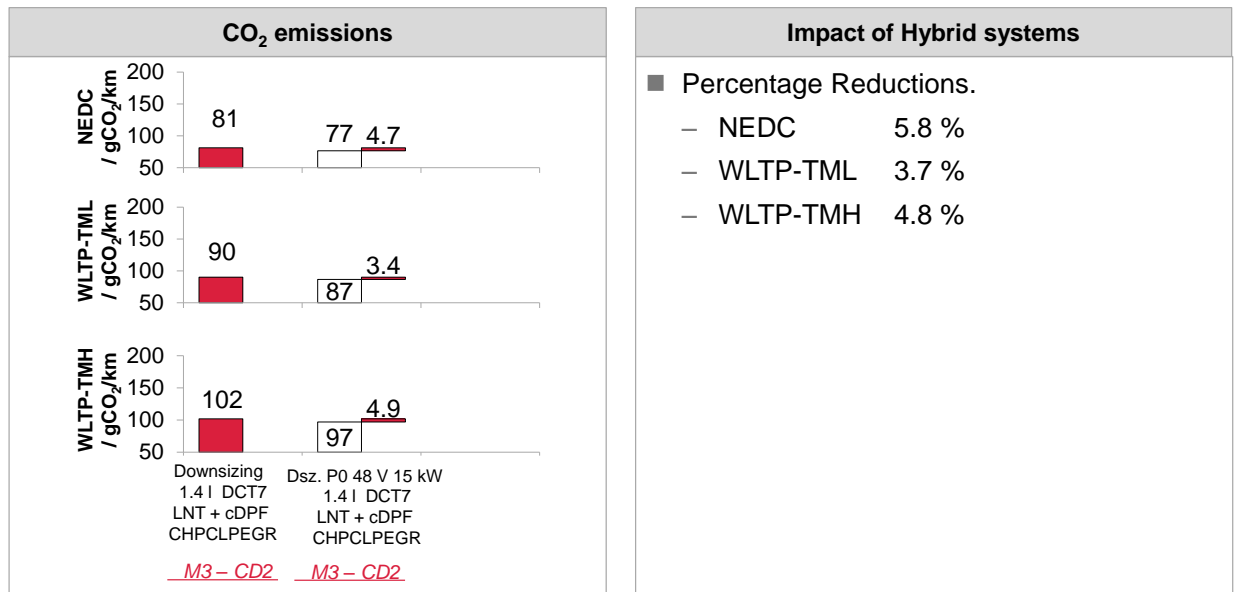 CO₂ emissions
NEDC
/ gCO₂/km
200
150
100
50
81
77 4.7
WLTP-TML
/ gCO₂/km
200
150
100
50
90
87
3.4
WLTP-TMH
/ gCO₂/km
200
150
100
50
102
97
4.9
Downsizing
1.4 l DCT7
LNT + cDPF
CHPCLPEGR
M3 – CD2
Dsz. P0 48 V 15 kW
1.4 l DCT7
LNT + cDPF
CHPCLPEGR
M3 – CD2
Impact of Hybrid systems
■ Percentage Reductions.
– NEDC 5.8 %
– WLTP-TML 3.7 %
– WLTP-TMH 4.8 %